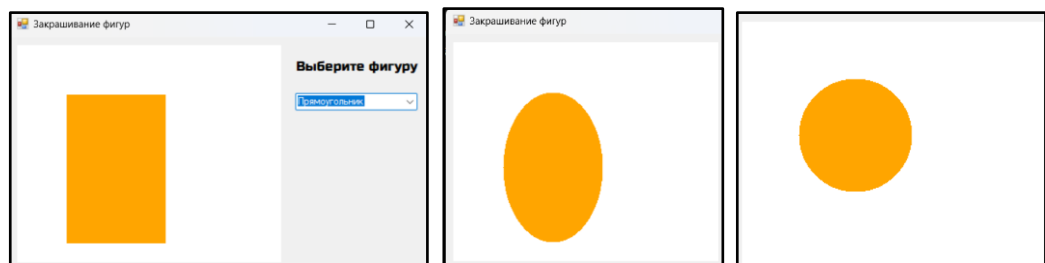 Закрашивание фигур
Выберите фигуру
Прямоугольник
Закрашивание фигур